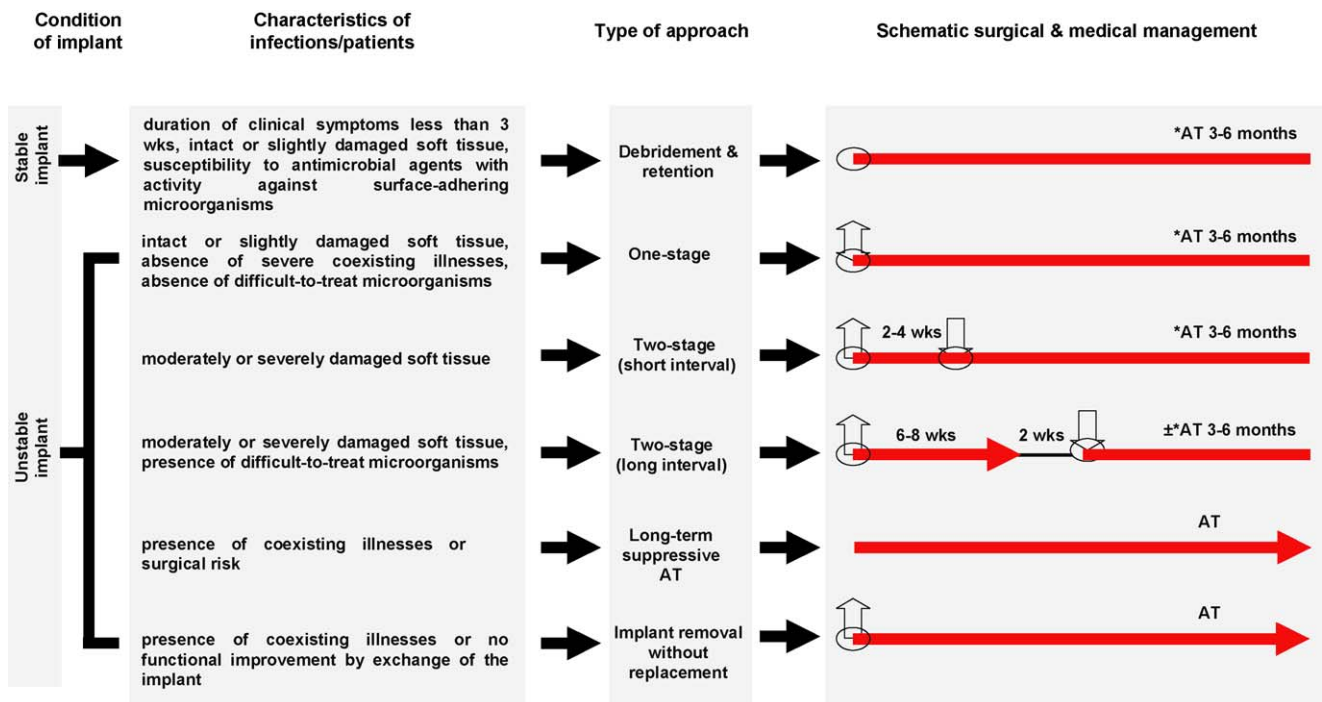 Condition
of implant
Characteristics of
infections/patients
Type of approach
Schematic surgical & medical management
Stable
implant
duration of clinical symptoms less than 3
wks, intact or slightly damaged soft tissue,
susceptibility to antimicrobial agents with
activity against surface-adhering
microorganisms
Debridement &
retention
*AT 3-6 months
Unstable
implant
intact or slightly damaged soft tissue,
absence of severe coexisting illnesses,
absence of difficult-to-treat microorganisms
One-stage
*AT 3-6 months
moderately or severely damaged soft tissue
Two-stage
(short interval)
2-4 wks
*AT 3-6 months
moderately or severely damaged soft tissue,
presence of difficult-to-treat microorganisms
Two-stage
(long interval)
6-8 wks
2 wks
±*AT 3-6 months
presence of coexisting illnesses or
surgical risk
Long-term
suppressive
AT
AT
presence of coexisting illnesses or no
functional improvement by exchange of the
implant
Implant removal
without
replacement
AT